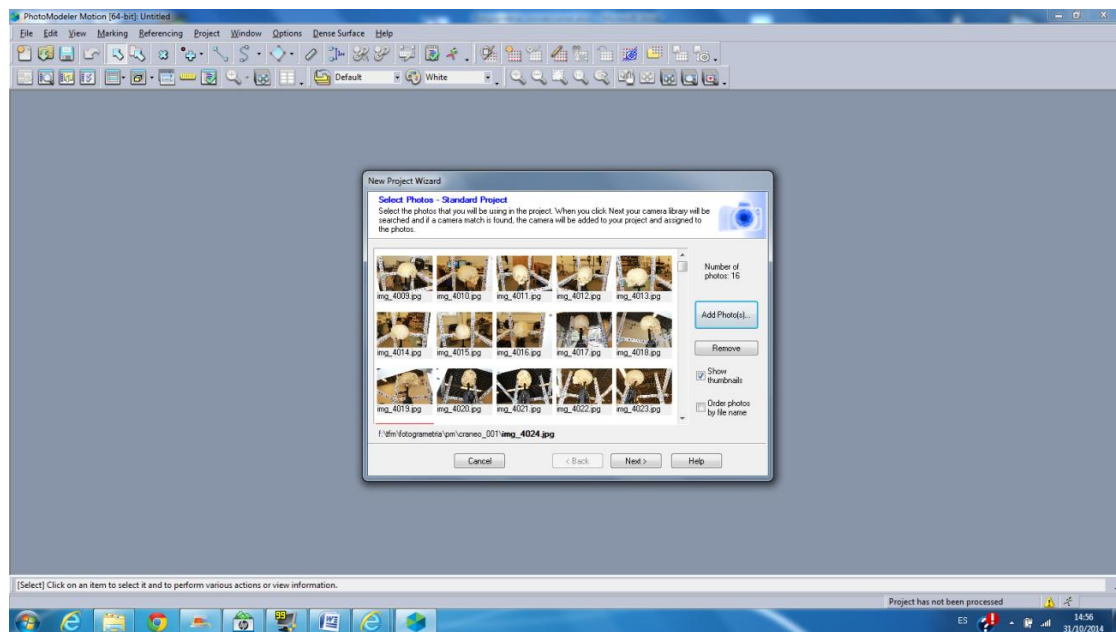 PhotoModeler Motion [64-bit]: Untitled
File Edit View Marking Referencing Project Window Options Dense Surface Help
Default White
New Project Wizard
Select Photos - Standard Project
Select the photos that you will be using in the project. When you click Next your camera library will be
searched and if a camera match is found, the camera will be added to your project and assigned to
the photos.
Number of
photos: 16
img_4009.jpg img_4010.jpg img_4011.jpg img_4012.jpg img_4013.jpg
Add Photo(s)...
img_4014.jpg img_4015.jpg img_4016.jpg img_4017.jpg img_4018.jpg
Remove
Show
thumbnails
img_4019.jpg img_4020.jpg img_4021.jpg img_4022.jpg img_4023.jpg
Order photos
by file name
f:\tfm\fotogrametria\pm\craneo_001\img_4024.jpg
Cancel < Back Next > Help
[Select] Click on an item to select it and to perform various actions or view information.
Project has not been processed
ES 14:56
31/10/2014